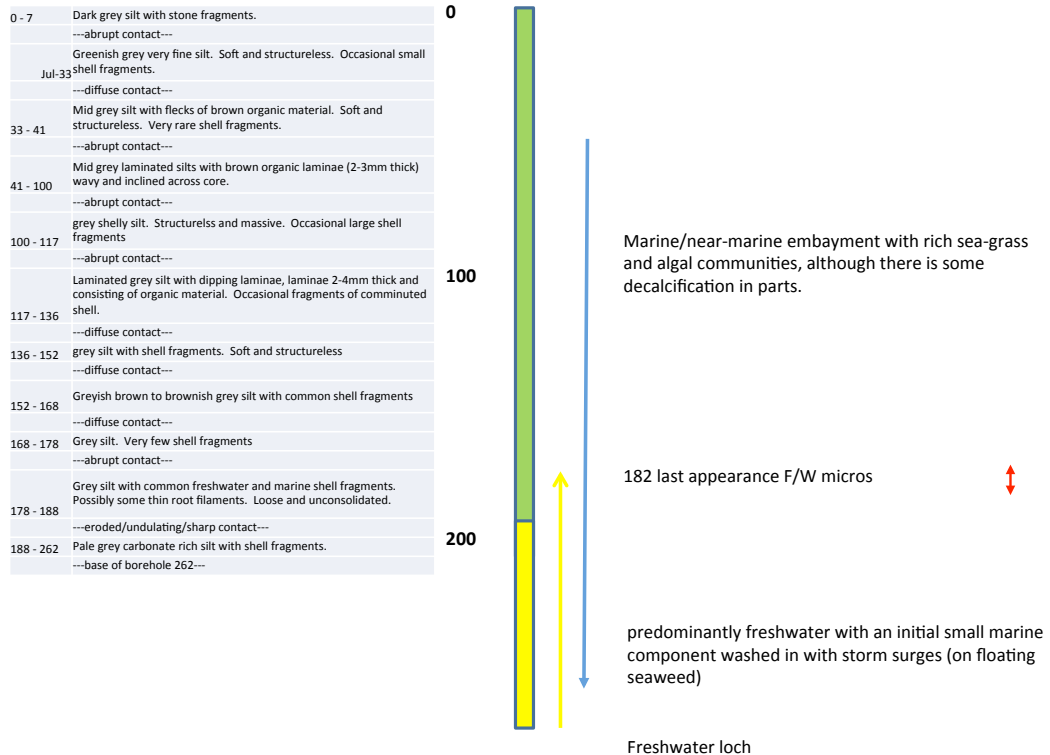 0 - 7 Dark grey silt with stone fragments.
---abrupt contact---
Greenish grey very fine silt. Soft and structureless. Occasional small
Jul-33 shell fragments.
---diffuse contact---
Mid grey silt with flecks of brown organic material. Soft and
33 - 41 structureless. Very rare shell fragments.
---abrupt contact---
Mid grey laminated silts with brown organic laminae (2-3mm thick)
41 - 100 wavy and inclined across core.
---abrupt contact---
grey shelly silt. Structurelss and massive. Occasional large shell
100 - 117 fragments
---abrupt contact---
Laminated grey silt with dipping laminae, laminae 2-4mm thick and
consisting of organic material. Occasional fragments of comminuted
117 - 136 shell.
---diffuse contact---
136 - 152 grey silt with shell fragments. Soft and structureless
---diffuse contact---
152 - 168 Greyish brown to brownish grey silt with common shell fragments
---diffuse contact---
168 - 178 Grey silt. Very few shell fragments
---abrupt contact---
Grey silt with common freshwater and marine shell fragments.
Possibly some thin root filaments. Loose and unconsolidated.
178 - 188
---eroded/undulating/sharp contact---
188 - 262 Pale grey carbonate rich silt with shell fragments.
---base of borehole 262---
0
100
200
Marine/near-marine embayment with rich sea-grass
and algal communities, although there is some
decalcification in parts.
182 last appearance F/W micros
predominantly freshwater with an initial small marine
component washed in with storm surges (on floating
seaweed)
Freshwater loch